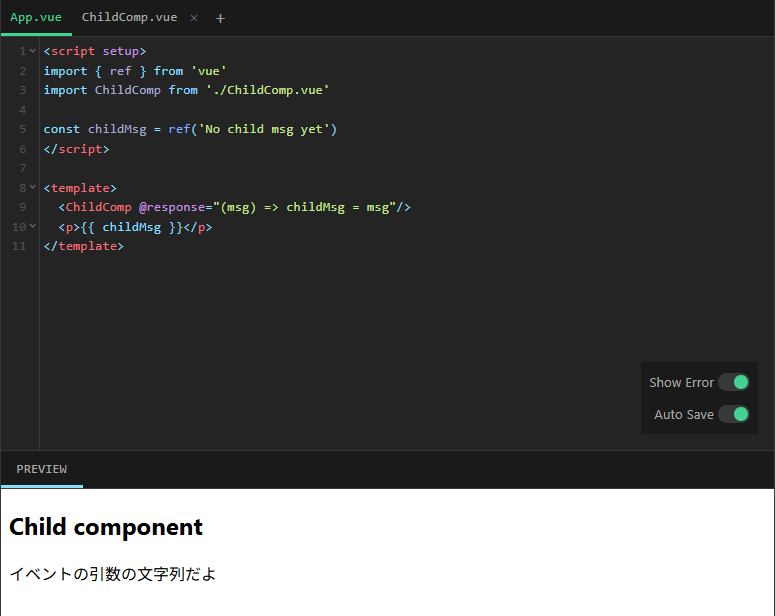 App.vue ChildComp.vue × +
1 <script setup>
2 import { ref } from 'vue'
3 import ChildComp from './ChildComp.vue'
4
5 const childMsg = ref('No child msg yet')
6 </script>
7
8 <template>
9   <ChildComp @response="(msg) => childMsg = msg"/>
10   <p>{{ childMsg }}</p>
11 </template>
Show Error
Auto Save
PREVIEW
Child component
イベントの引数の文字列だよ